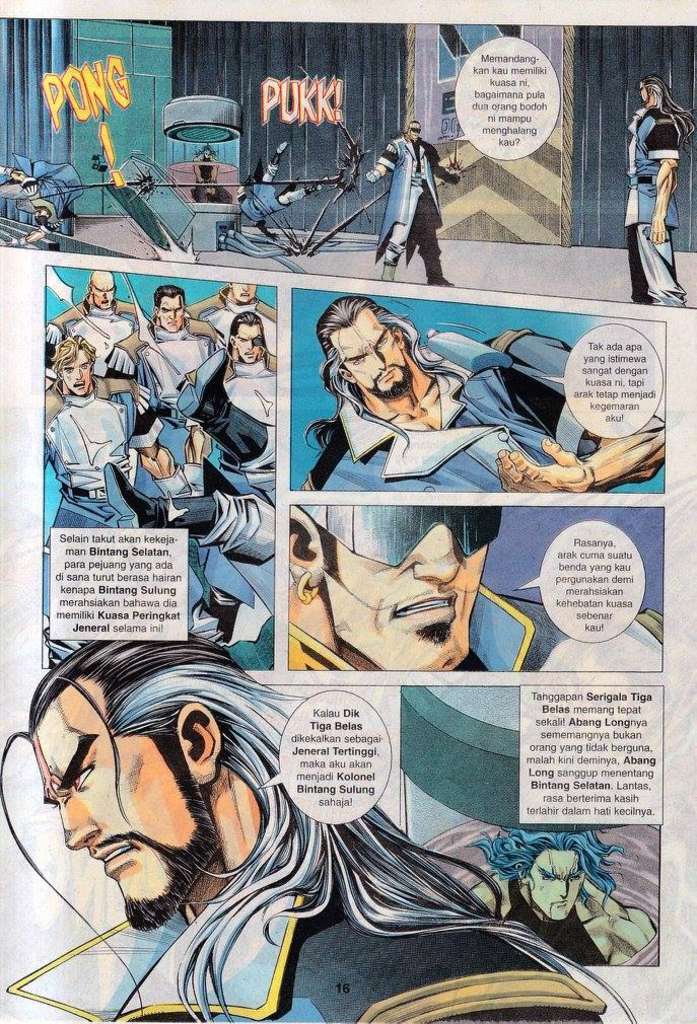 PONG
!
PUKK!
Memandang-
kan kau memiliki
kuasa ni,
bagaimana pula
dua orang bodoh
ni mampu
menghalang
kau?
Selain takut akan kekeja-
man Bintang Selatan,
para pejuang yang ada
di sana turut berasa hairan
kenapa Bintang Sulung
merahsiakan bahawa dia
memiliki Kuasa Peringkat
Jeneral selama ini!
Tak ada apa
yang istimewa
sangat dengan
kuasa ni, tapi
arak tetap menjadi
kegemaran
aku!
Rasanya,
arak cuma suatu
benda yang kau
pergunakan demi
merahsiakan
kehebatan kuasa
sebenar
kau!
Kalau Dik
Tiga Belas
dikekalkan sebagai
Jeneral Tertinggi,
maka aku akan
menjadi Kolonel
Bintang Sulung
sahaja!
Tanggapan Serigala Tiga
Belas memang tepat
sekali! Abang Longnya
sememangnya bukan
orang yang tidak berguna,
malah kini deminya, Abang
Long sanggup menentang
Bintang Selatan. Lantas,
rasa berterima kasih
terlahir dalam hati kecilnya.
16